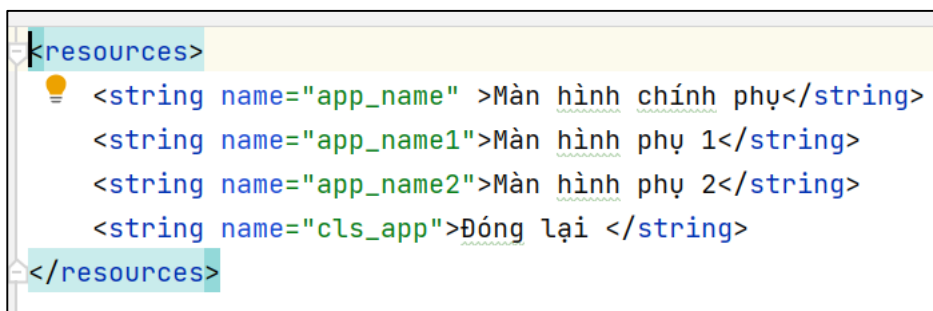 <resources>
<string name="app_name" >Màn hình chính phụ</string>
<string name="app_name1">Màn hình phụ 1</string>
<string name="app_name2">Màn hình phụ 2</string>
<string name="cls_app">Đóng lại </string>
</resources>